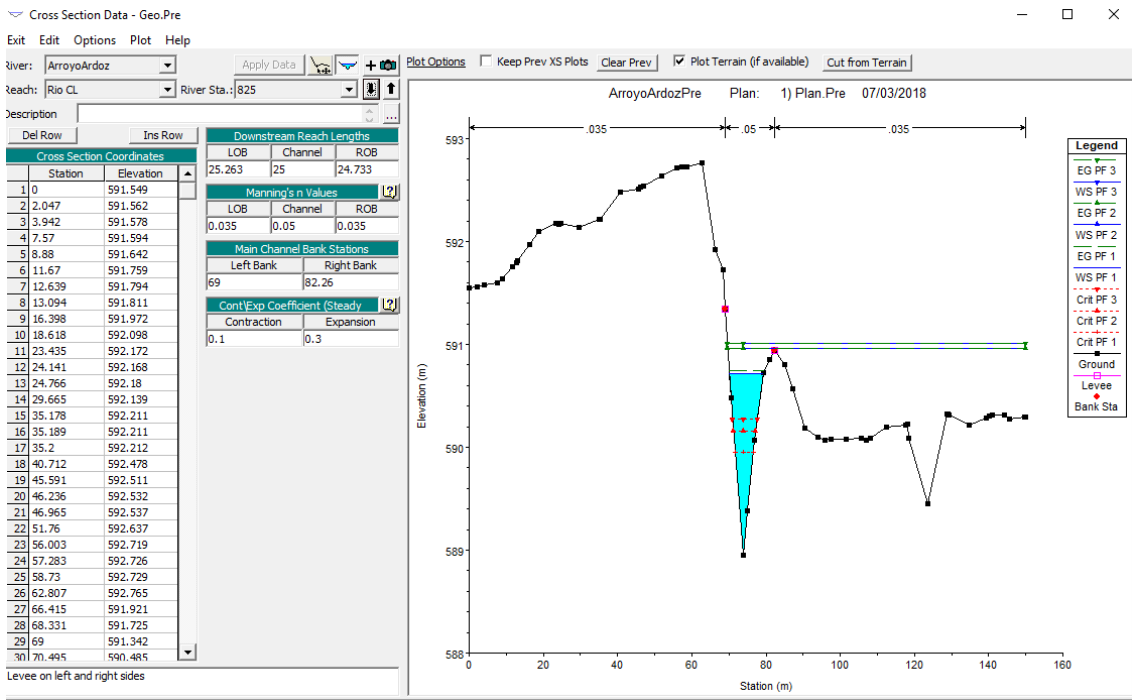 Cross Section Data - Geo.Pre
Exit Edit Options Plot Help
River: ArroyoArdoz Apply Data
Plot Options Keep Prev XS Plots Clear Prev Plot Terrain (if available) Cut from Terrain
Reach: Rio CL River Sta.: 825
Description ...
Del Row Ins Row
Cross Section Coordinates
Station Elevation
1 0 591.549
2 2.047 591.562
3 3.942 591.578
4 7.57 591.594
5 8.88 591.642
6 11.67 591.759
7 12.639 591.794
8 13.094 591.811
9 16.398 591.972
10 18.618 592.098
11 23.435 592.172
12 24.141 592.168
13 24.766 592.18
14 29.665 592.139
15 35.178 592.211
16 35.189 592.211
17 35.2 592.212
18 40.712 592.478
19 45.591 592.511
20 46.236 592.532
21 46.965 592.537
22 51.76 592.637
23 56.003 592.719
24 57.283 592.726
25 58.73 592.729
26 62.807 592.765
27 66.415 591.921
28 68.331 591.725
29 69 591.342
30 70.495 590.485
Downstream Reach Lengths
LOB Channel ROB
25.263 25 24.733
Manning's n Values
LOB Channel ROB
0.035 0.05 0.035
Main Channel Bank Stations
Left Bank Right Bank
69 82.26
Cont\Exp Coefficient (Steady
Contraction Expansion
0.1 0.3
Levee on left and right sides
ArroyoArdozPre Plan: 1) Plan.Pre 07/03/2018
.035 .05 .035
593
592
591
590
589
588
Elevation (m)
0 20 40 60 80 100 120 140 160
Station (m)
Legend
EG PF 3
WS PF 3
EG PF 2
WS PF 2
EG PF 1
WS PF 1
Crit PF 3
Crit PF 2
Crit PF 1
Ground
Levee
Bank Sta